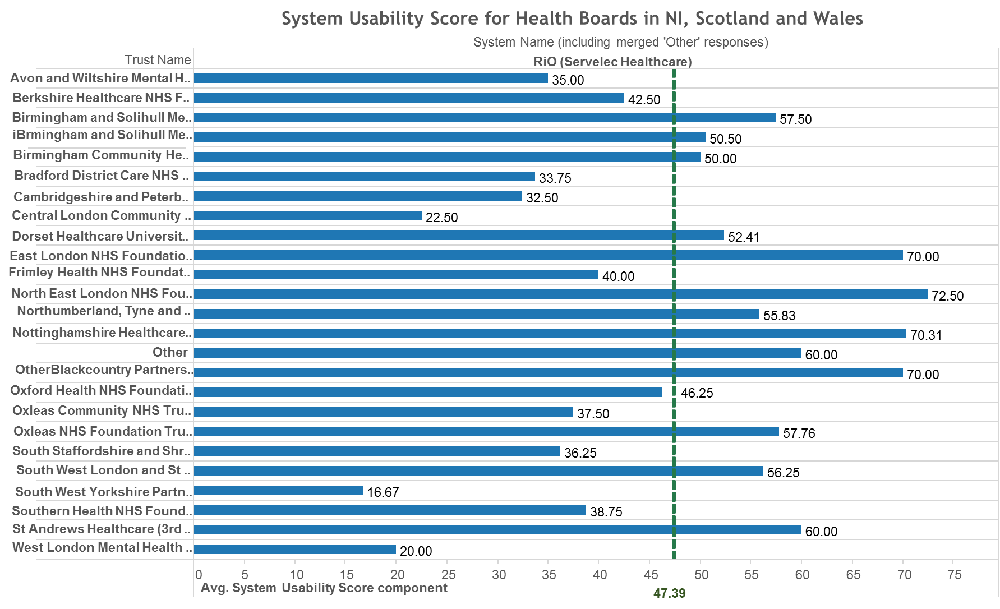 System Usability Score for Health Boards in NI, Scotland and Wales
System Name (including merged 'Other' responses)
Trust Name
RiO (Servelec Healthcare)
Avon and Wiltshire Mental H.. 35.00
Berkshire Healthcare NHS F.. 42.50
Birmingham and Solihull Me.. 57.50
iBrmingham and Solihull Me.. 50.50
Birmingham Community He.. 50.00
Bradford District Care NHS .. 33.75
Cambridgeshire and Peterb.. 32.50
Central London Community .. 22.50
Dorset Healthcare Universit.. 52.41
East London NHS Foundatio.. 70.00
Frimley Health NHS Foundat.. 40.00
North East London NHS Fou.. 72.50
Northumberland, Tyne and .. 55.83
Nottinghamshire Healthcare.. 70.31
Other 60.00
OtherBlackcountry Partners.. 70.00
Oxford Health NHS Foundati.. 46.25
Oxleas Community NHS Tru.. 37.50
Oxleas NHS Foundation Tru.. 57.76
South Staffordshire and Shr.. 36.25
South West London and St .. 56.25
South West Yorkshire Partn.. 16.67
Southern Health NHS Found.. 38.75
St Andrews Healthcare (3rd .. 60.00
West London Mental Health .. 20.00
0 5 10 15 20 25 30 35 40 45 50 55 60 65 70 75
Avg. System Usability Score component
47.39